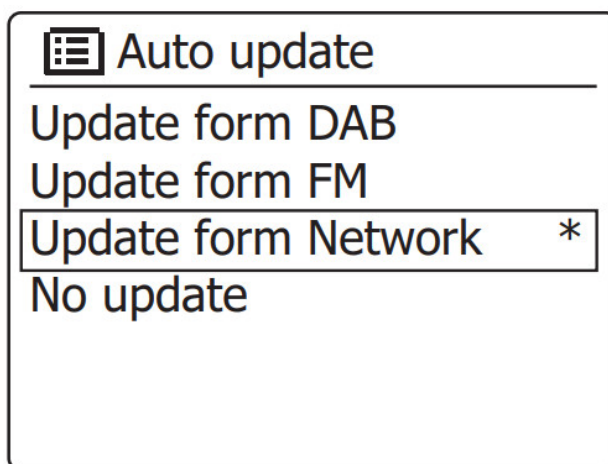 Auto update
Update form DAB
Update form FM
Update form Network *
No update